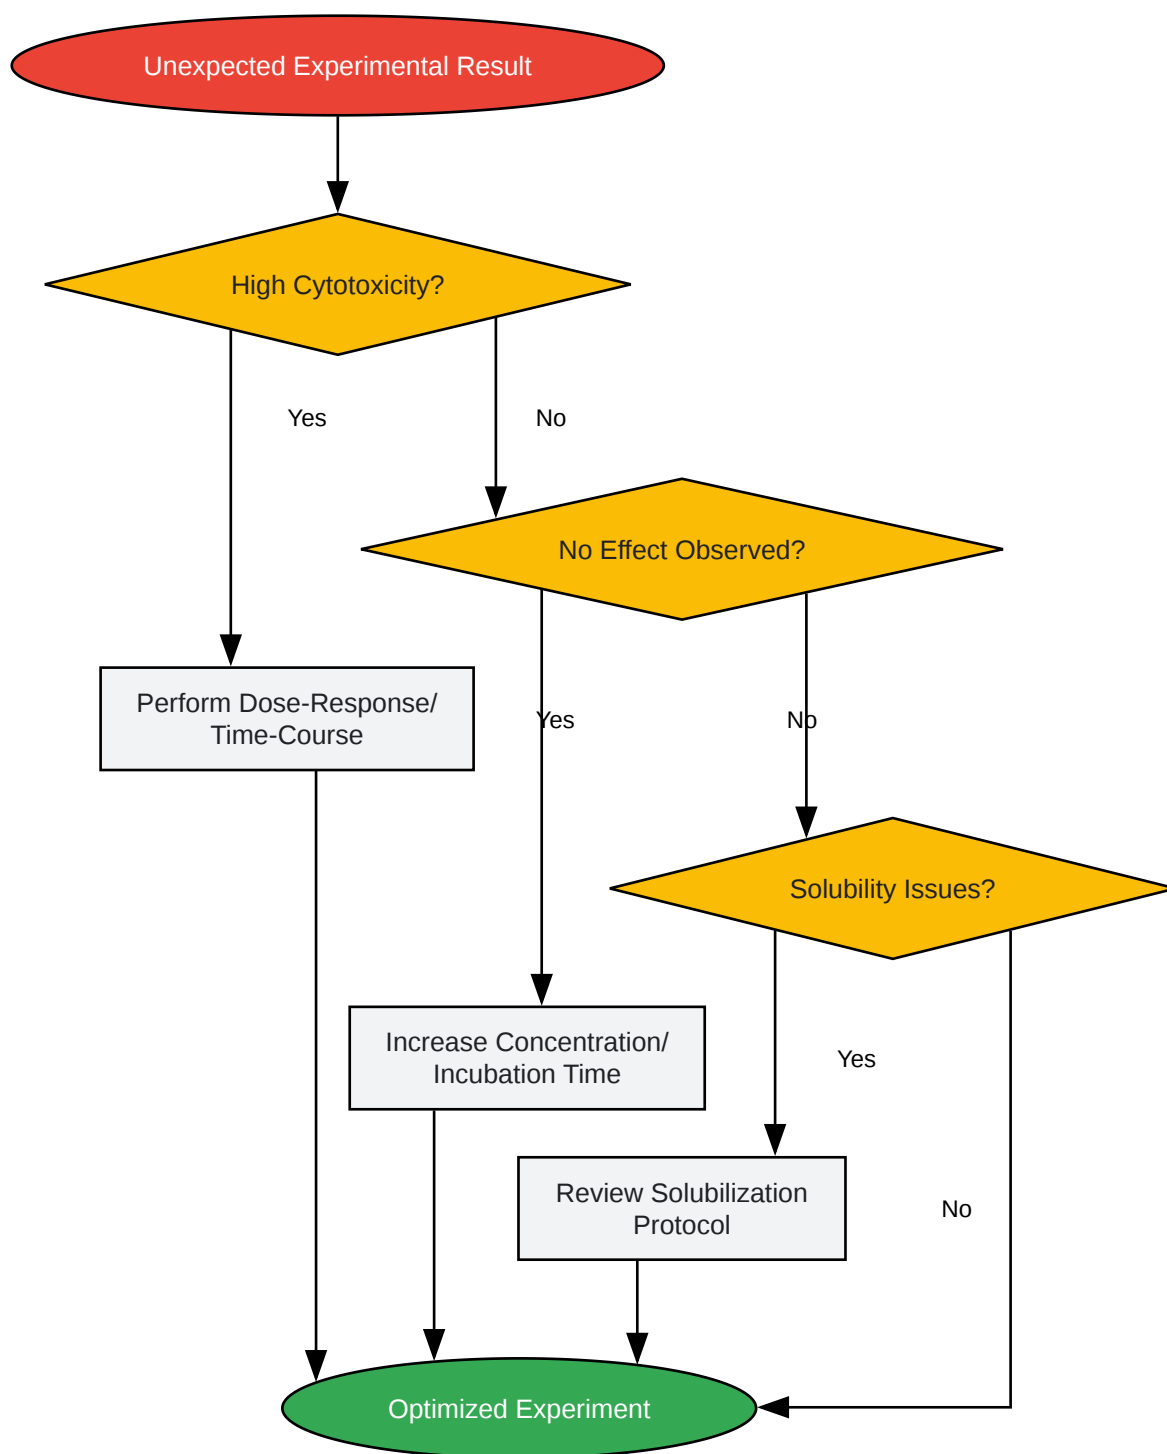 Unexpected Experimental Result
High Cytotoxicity?
Yes
No
No Effect Observed?
Perform Dose-Response/
Time-Course
Yes
No
Solubility Issues?
Increase Concentration/
Incubation Time
Yes
Review Solubilization
Protocol
No
Optimized Experiment